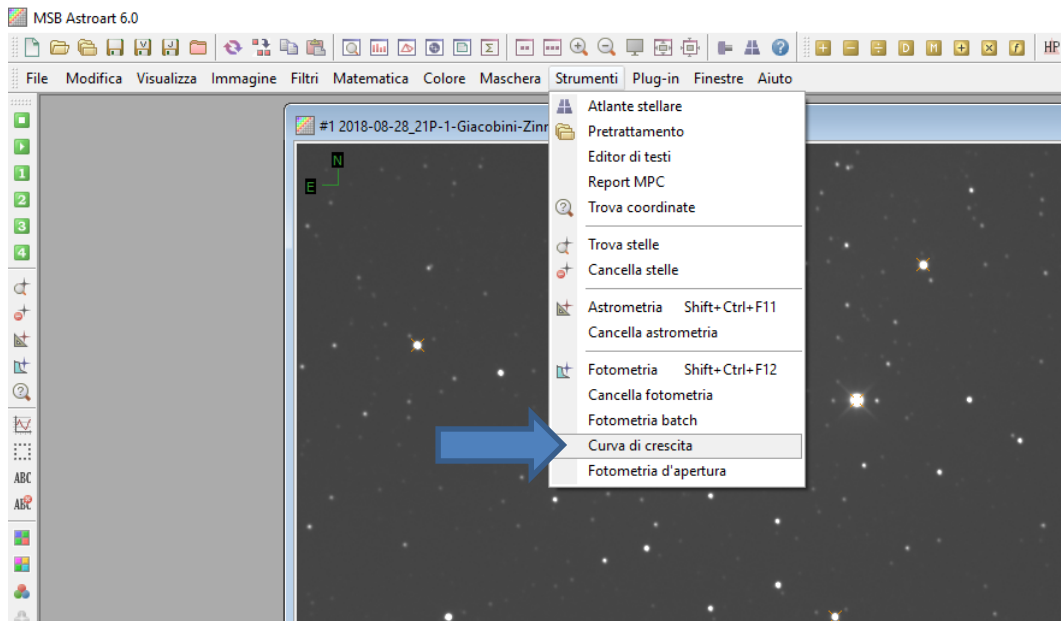 MSB Astroart 6.0
HP
File Modifica Visualizza Immagine Filtri Matematica Colore Maschera Strumenti Plug-in Finestre Aiuto
#1 2018-08-28_21P-1-Giacobini-Zin
N
E
Atlante stellare
Pretrattamento
Editor di testi
Report MPC
Trova coordinate
Trova stelle
Cancella stelle
Astrometria Shift+Ctrl+F11
Cancella astrometria
Fotometria Shift+Ctrl+F12
Cancella fotometria
Fotometria batch
Curva di crescita
Fotometria d'apertura
1
2
3
4
ABC
ABC